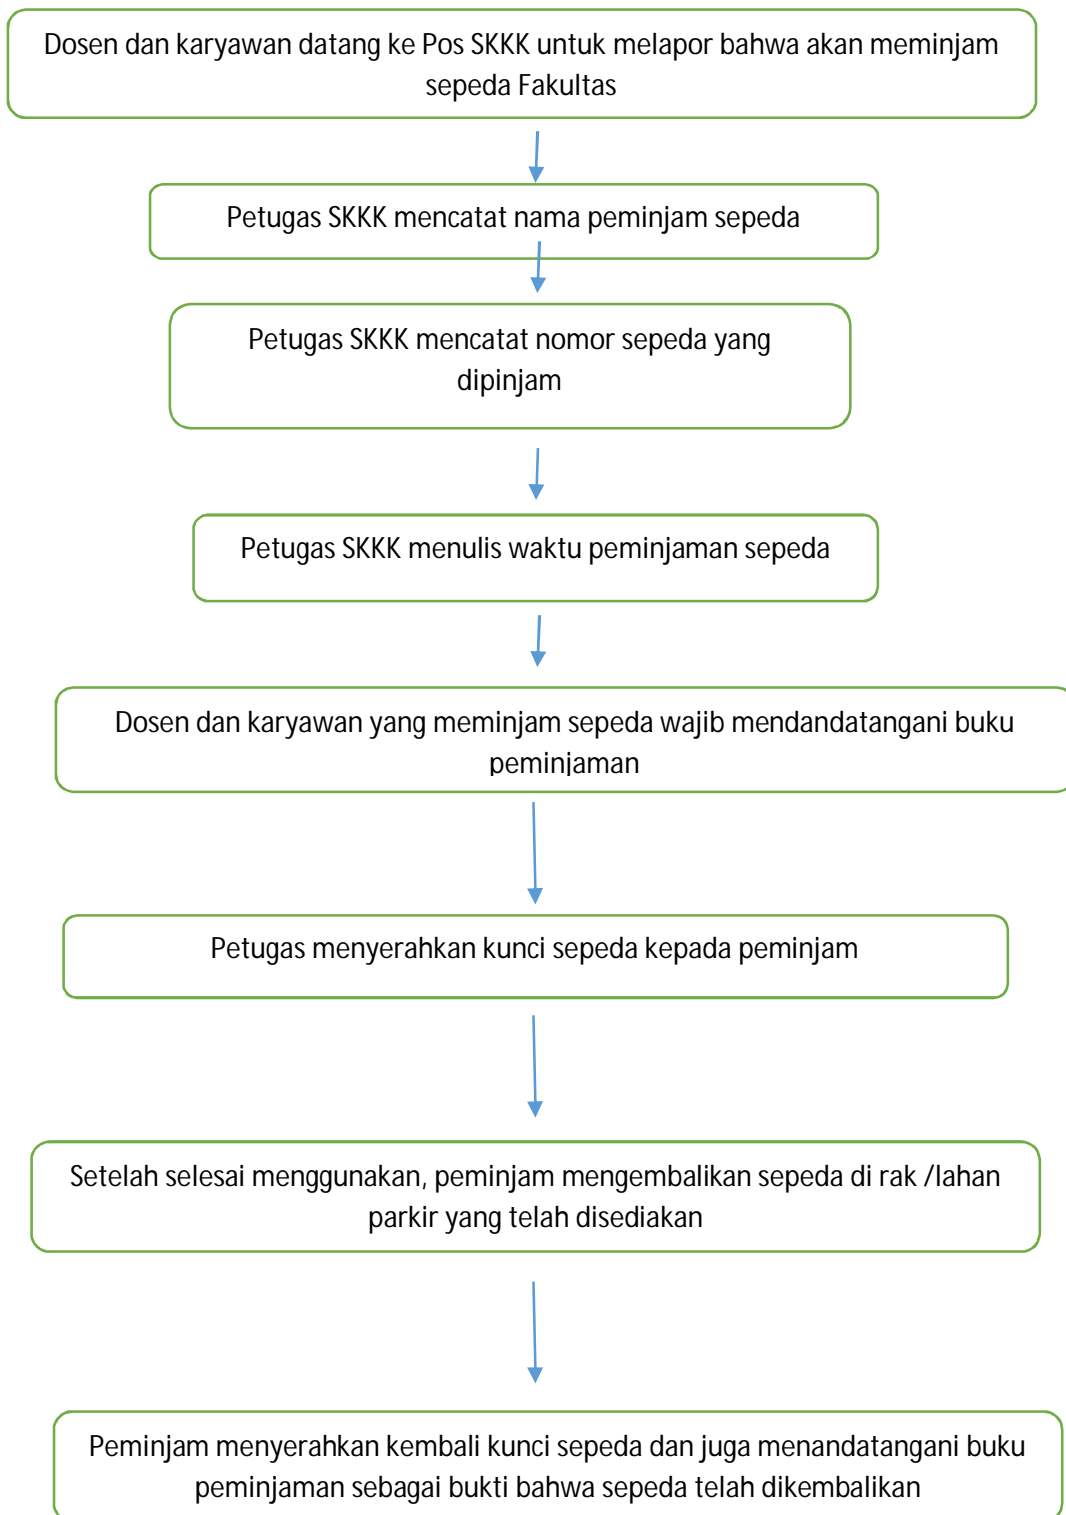 Dosen dan karyawan datang ke Pos SKKK untuk melapor bahwa akan meminjam
sepeda Fakultas
Petugas SKKK mencatat nama peminjam sepeda
Petugas SKKK mencatat nomor sepeda yang
dipinjam
Petugas SKKK menulis waktu peminjaman sepeda
Dosen dan karyawan yang meminjam sepeda wajib mendandatangani buku
peminjaman
Petugas menyerahkan kunci sepeda kepada peminjam
Setelah selesai menggunakan, peminjam mengembalikan sepeda di rak /lahan
parkir yang telah disediakan
Peminjam menyerahkan kembali kunci sepeda dan juga menandatangani buku
peminjaman sebagai bukti bahwa sepeda telah dikembalikan